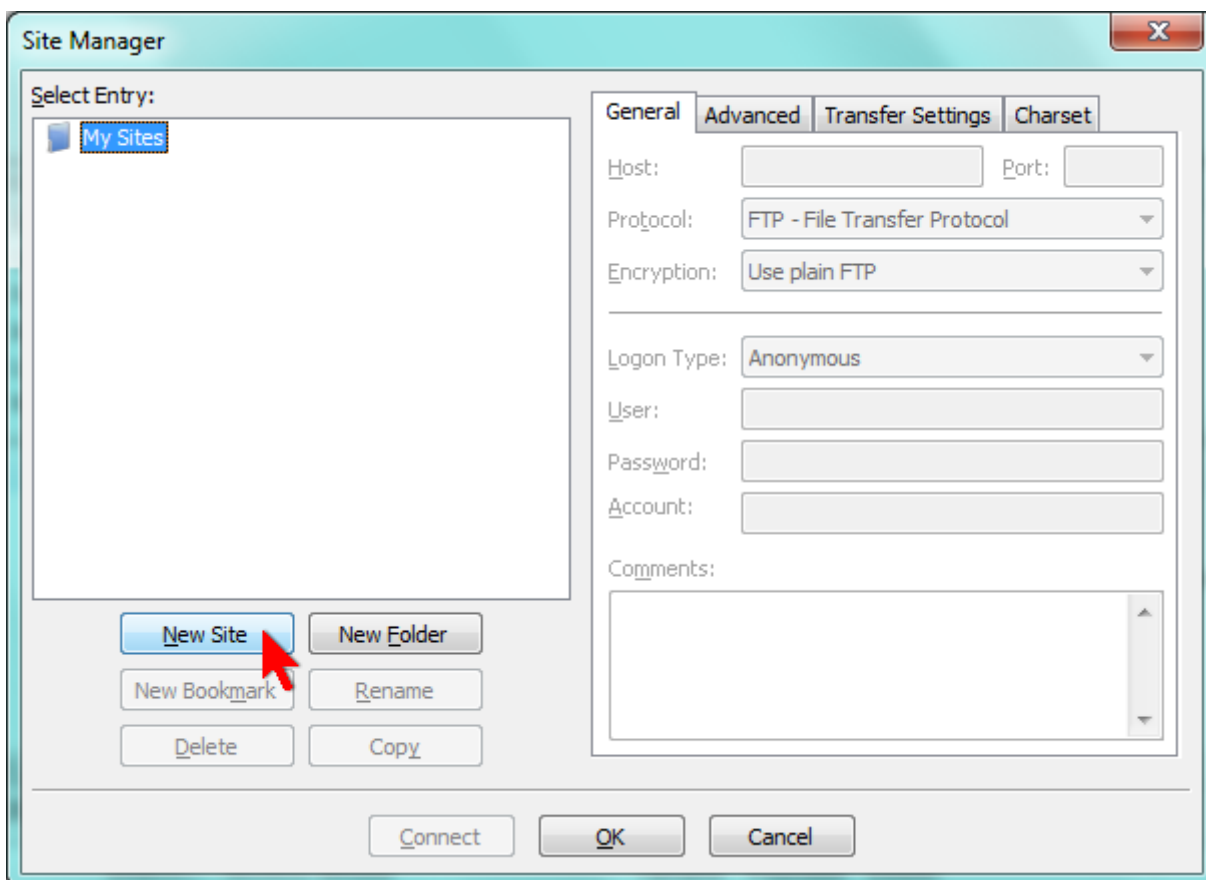 Site Manager
Select Entry:
My Sites
New Site New Folder
New Bookmark Rename
Delete Copy
General Advanced Transfer Settings Charset
Host: Port:
Protocol: FTP - File Transfer Protocol
Encryption: Use plain FTP
Logon Type: Anonymous
User:
Password:
Account:
Comments:
Connect OK Cancel